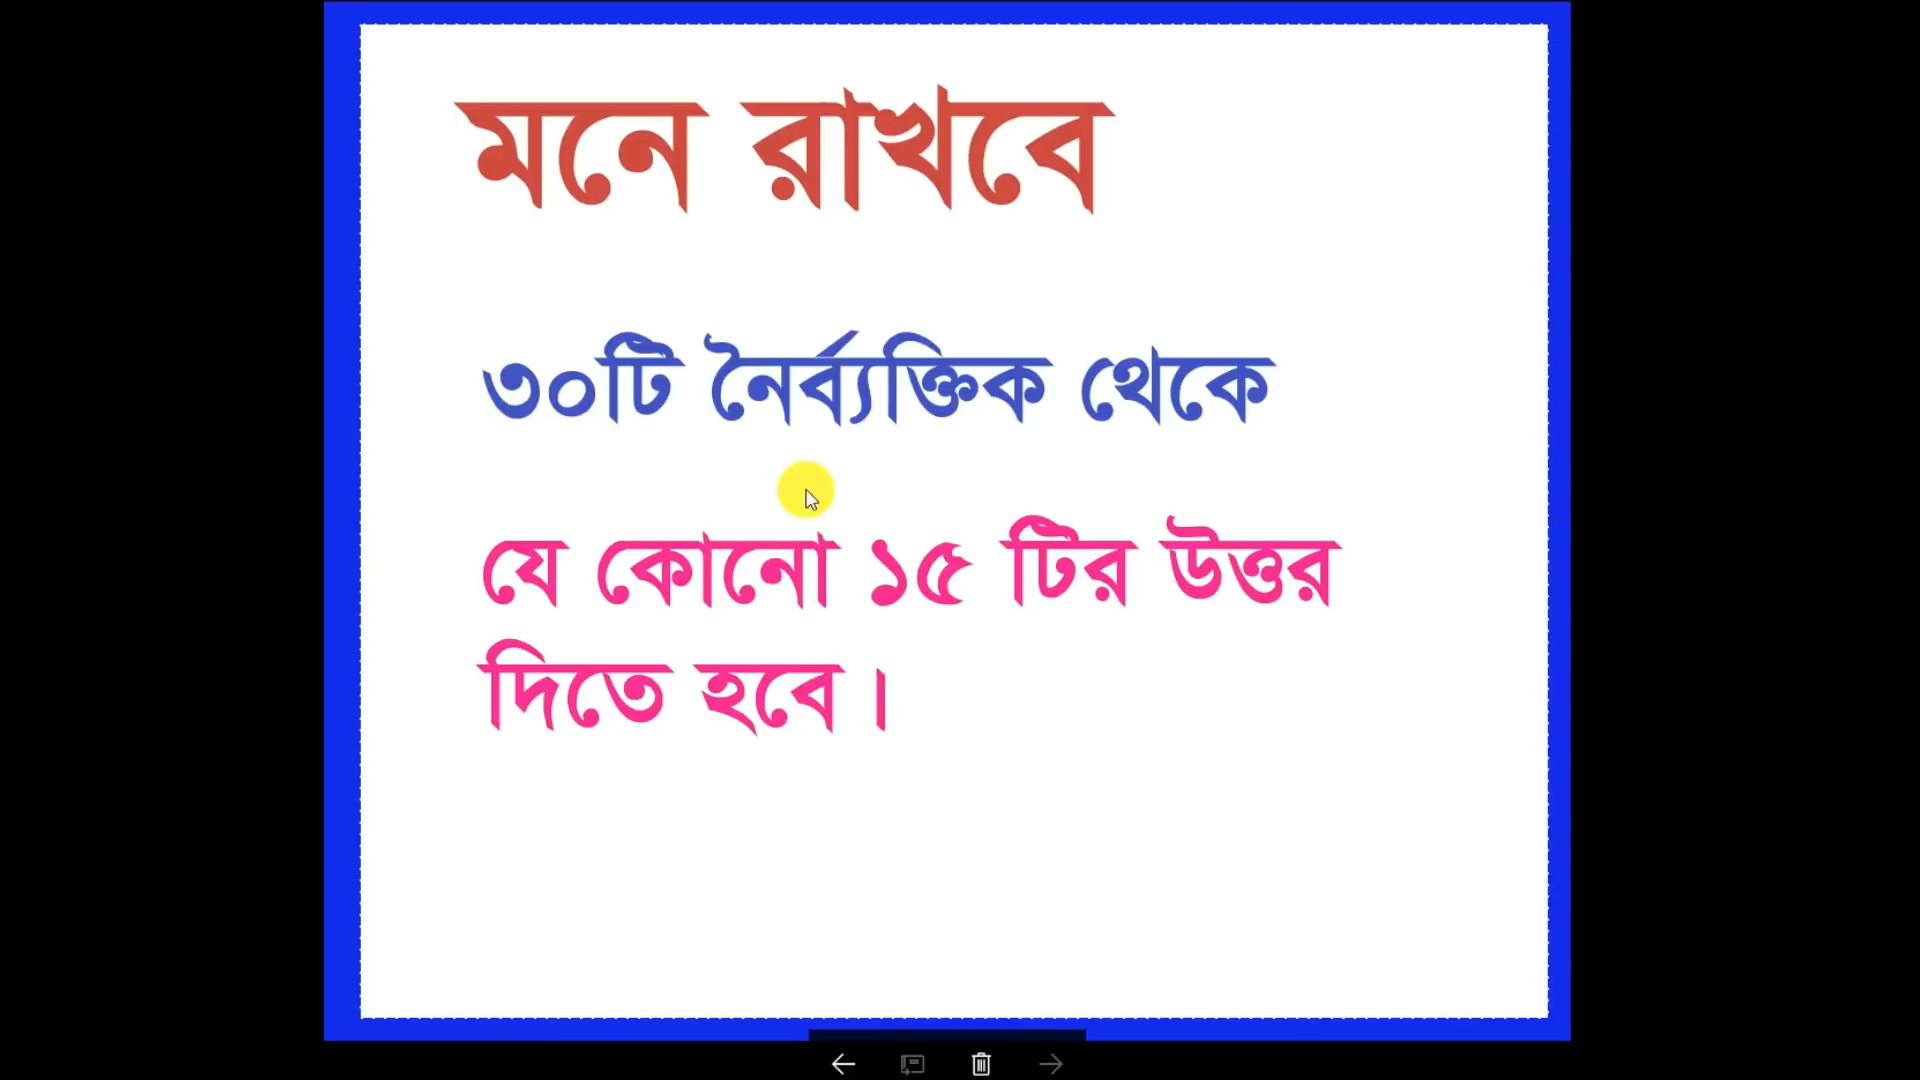 মনে রাখবে
৩০টি নৈর্ব্যক্তিক থেকে
যে কোনো ১৫ টির উত্তর
দিতে হবে।